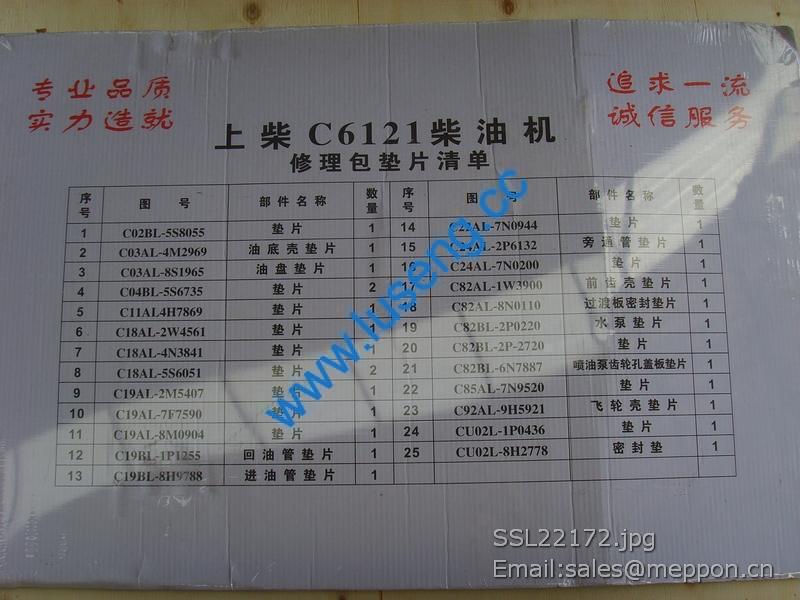 专业品质
实力造就
追求一流
诚信服务
上柴C6121柴油机
修理包垫片清单
序号 图号 部件名称 数量 序号 图号 部件名称 数量
1 C02BL-5S8055 垫片 1 14 C22AL-7N0944 垫片 1
2 C03AL-4M2969 油底壳垫片 1 15 C24AL-2P6132 旁通管垫片 1
3 C03AL-8S1965 油盘垫片 1 16 C24AL-7N0200 垫片 1
4 C04BL-5S6735 垫片 2 17 C82AL-1W3900 前齿壳垫片 1
5 C11AL4H7869 垫片 1 18 C82AL-8N0110 过渡板密封垫片 1
6 C18AL-2W4561 垫片 1 19 C82BL-2P0220 水泵垫片 1
7 C18AL-4N3841 垫片 1 20 C82BL-2P-2720 垫片 1
8 C18AL-5S6051 垫片 2 21 C82BL-6N7887 喷油泵齿轮孔盖板垫片 1
9 C19AL-2M5407 垫片 1 22 C85AL-7N9520 垫片 1
10 C19AL-7F7590 垫片 1 23 C92AL-9H5921 飞轮壳垫片 1
11 C19AL-8M0904 垫片 1 24 CU02L-1P0436 垫片 1
12 C19BL-1P1255 回油管垫片 1 25 CU02L-8H2778 密封垫 1
13 C19BL-8H9788 进油管垫片 1
www.luseng.cc
SSL22172.jpg
Email:sales@meppon.cn